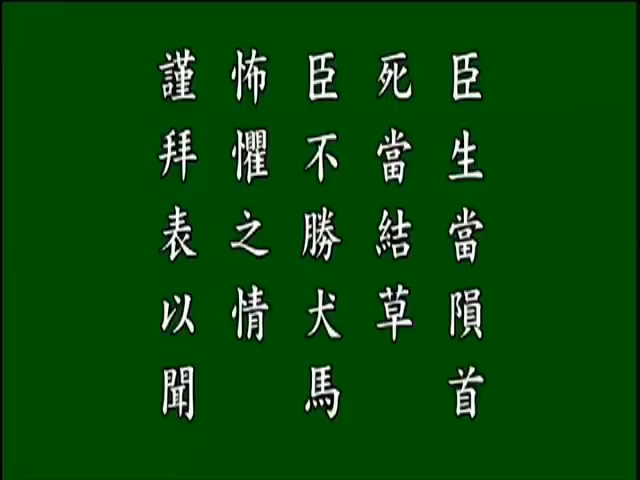 臣生當隕首
死當結草
臣不勝犬馬
怖懼之情
謹拜表以聞